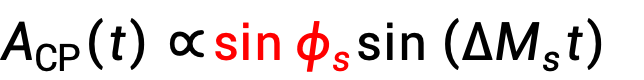 A_CP(t) ∝ sin ϕ_s sin (ΔM_s t)